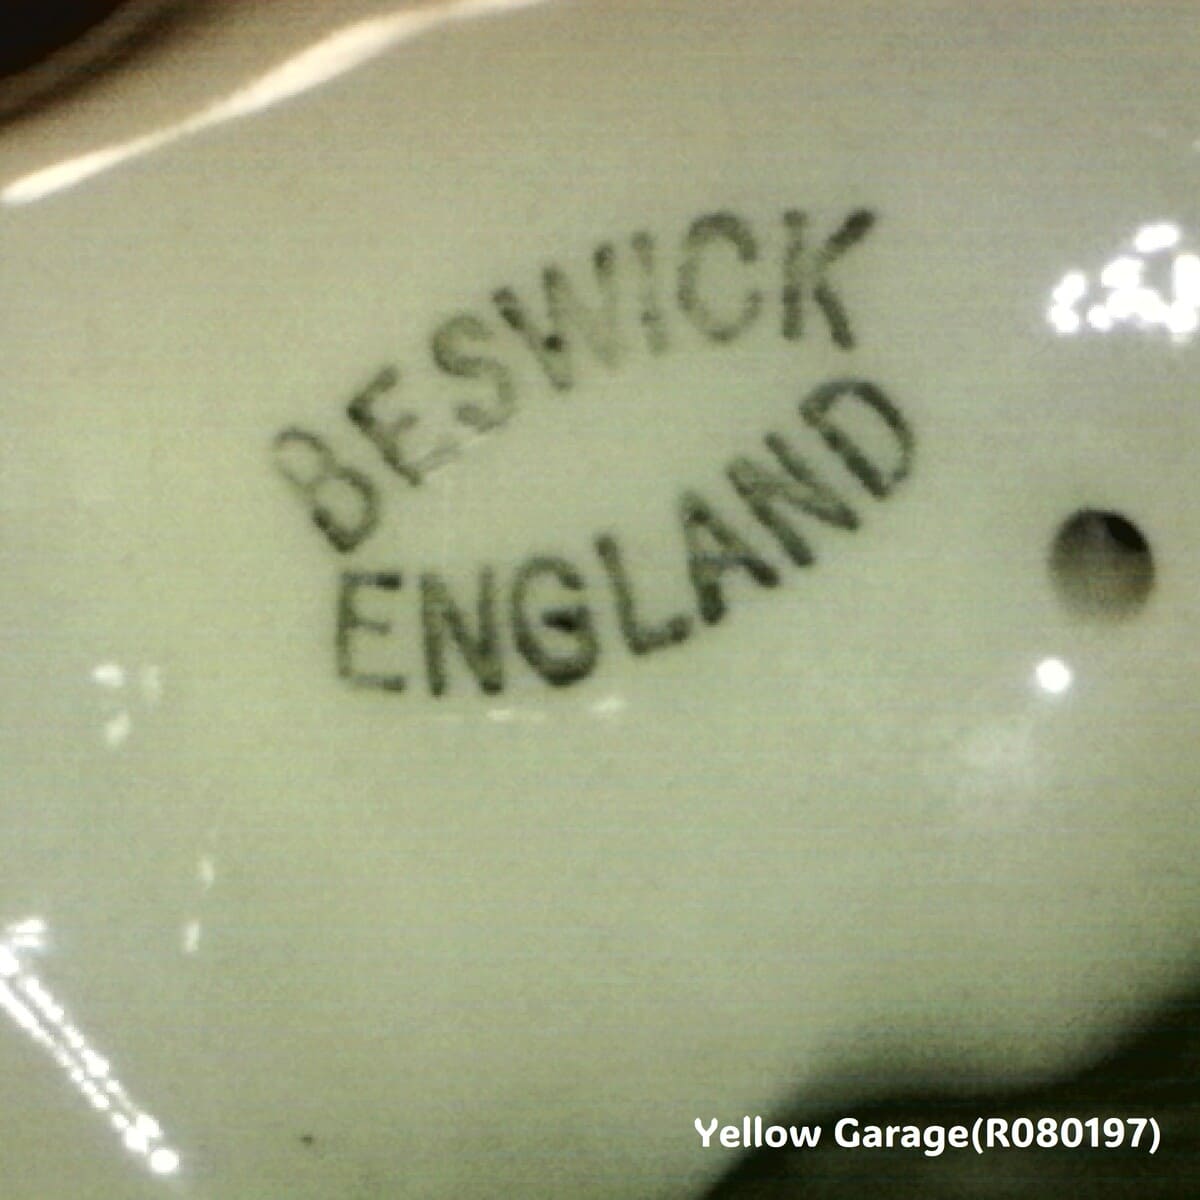 BESWICK
ENGLAND
Yellow Garage(R080197)